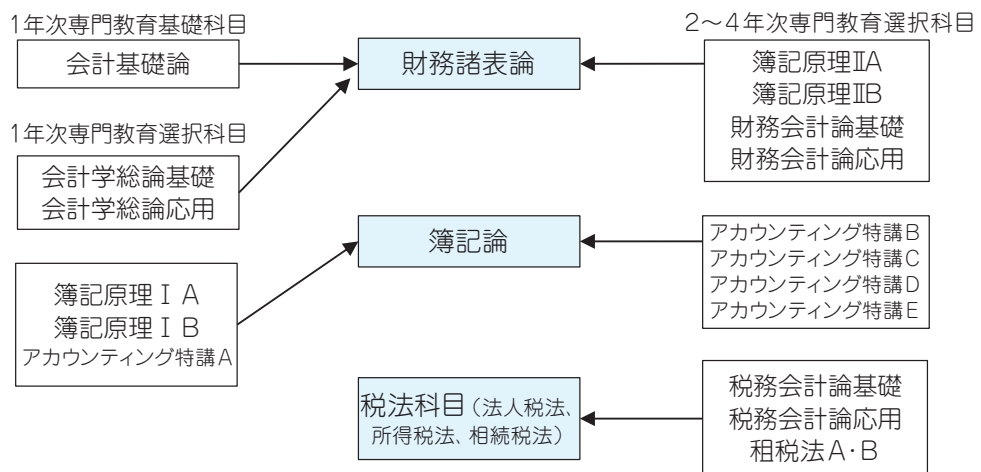 1年次専門教育基礎科目
会計基礎論
1年次専門教育選択科目
会計学総論基礎
会計学総論応用
簿記原理Ⅰ A
簿記原理Ⅰ B
アカウンティング特講A
財務諸表論
簿記論
税法科目（法人税法、
所得税法、相続税法）
2〜4年次専門教育選択科目
簿記原理ⅡA
簿記原理ⅡB
財務会計論基礎
財務会計論応用
アカウンティング特講B
アカウンティング特講C
アカウンティング特講D
アカウンティング特講E
税務会計論基礎
税務会計論応用
租税法A・B